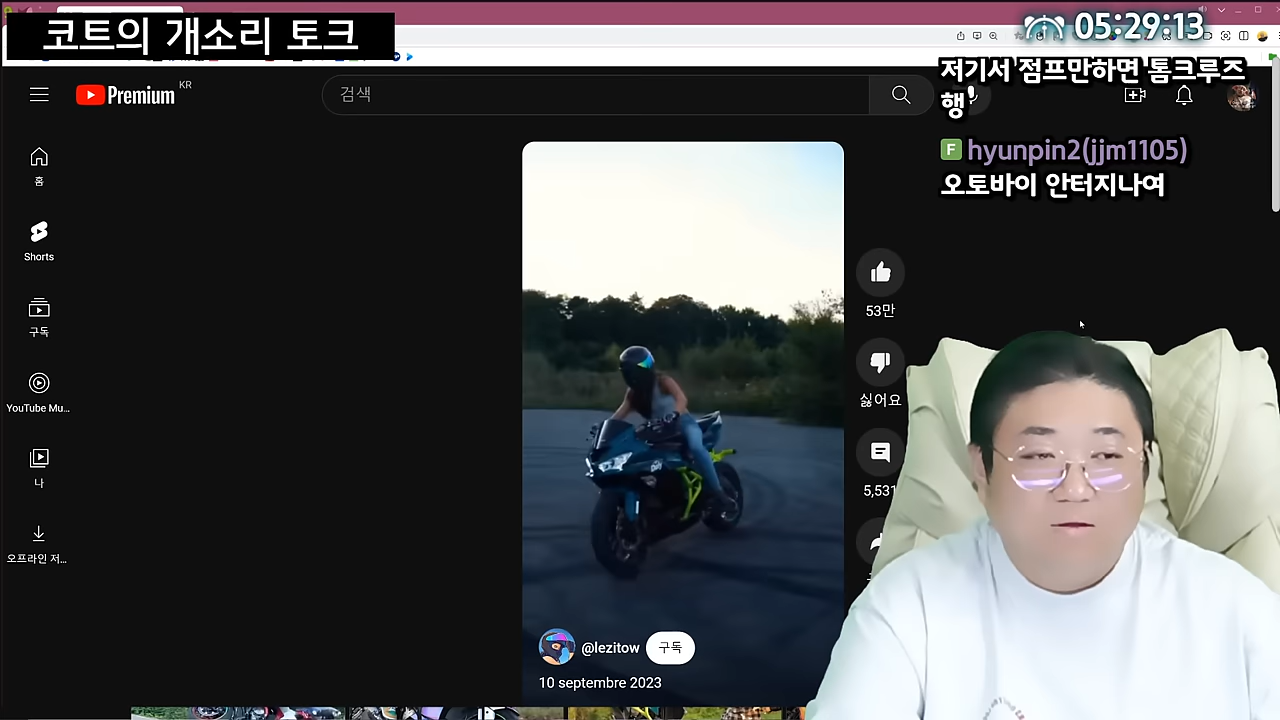 코트의 개소리 토크
05:29:13
저기서 점프만하면 톰크루즈
행
F hyunpin2(jjm1105)
오토바이 안터지나여
Premium KR
검색
홈
Shorts
구독
YouTube Mu...
나
오프라인 저...
53만
싫어요
5,531
@lezitow 구독
10 septembre 2023